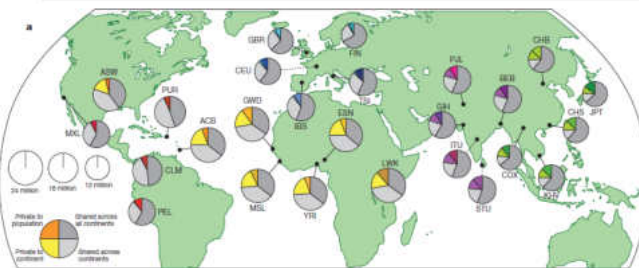 a
GBR
FIN
CHB
ASW
CEU
PJL
BEB
PUR
GWD
ESN
TSI
JPT
ACB
IBS
GIH
CHS
MXL
ITU
CDX
KHV
24 million
18 million
12 million
CLM
LWK
STU
MSL
YRI
PEL
Private to
population
Shared across
all continents
Private to
continent
Shared across
continents